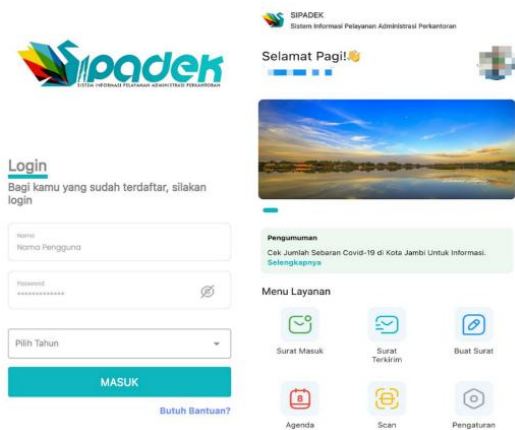 Sipadek
SISTEM INFORMASI PELAYANAN ADMINISTRASI PERKANTORAN
Login
Bagi kamu yang sudah terdaftar, silakan
login
Nama
Nama Pengguna
Password
Pilih Tahun
MASUK
Butuh Bantuan?
SIPADEK
Sistem Informasi Pelayanan Administrasi Perkantoran
Selamat Pagi!👋
Pengumuman
Cek Jumlah Sebaran Covid-19 di Kota Jambi Untuk Informasi.
Selengkapnya
Menu Layanan
Surat Masuk
Surat
Terkirim
Buat Surat
8
Agenda
Scan
Pengaturan